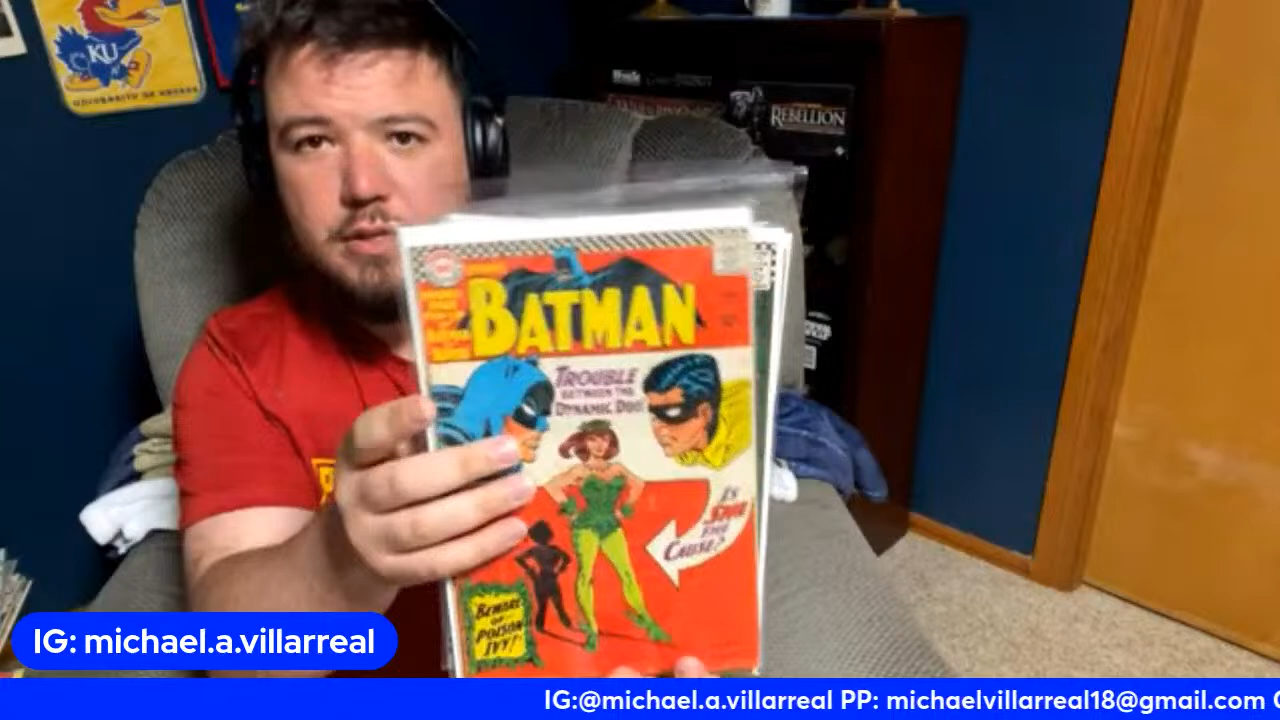 KU
UNIVERSITY OF KANSAS
REBELLION
BATMAN
TROUBLE
BETWEEN THE
DYNAMIC DUO!
IS
SHE
THE
CAUSE?
BEWARE
OF
POISON
IVY!
IG: michael.a.villarreal
IG:@michael.a.villarreal PP: michaelvillarreal18@gmail.com